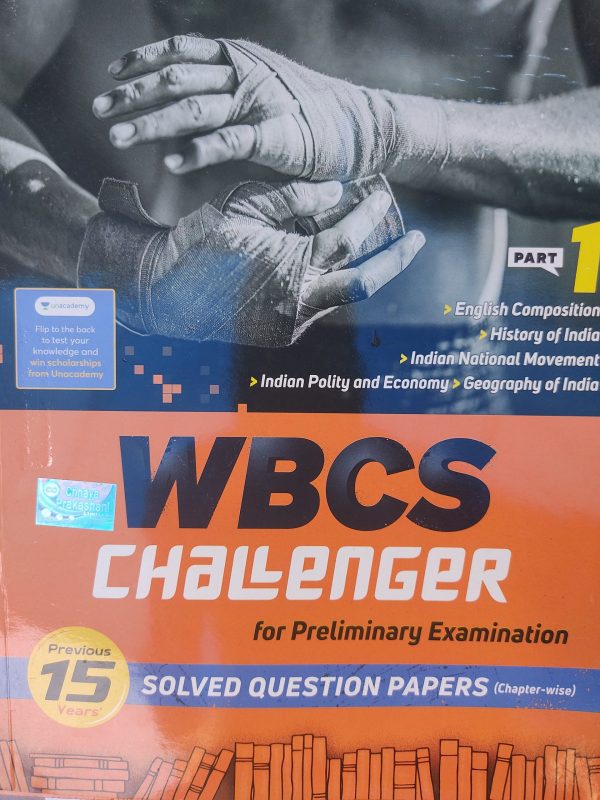 PART 1
> English Composition
> History of India
> Indian National Movement
> Indian Polity and Economy > Geography of India
unacademy
Flip to the back
to test your
knowledge and
win scholarships
from Unacademy
WBCS
Chhaya
Prakashani
CHALLENGER
for Preliminary Examination
Previous
15
Years'
SOLVED QUESTION PAPERS (Chapter-wise)